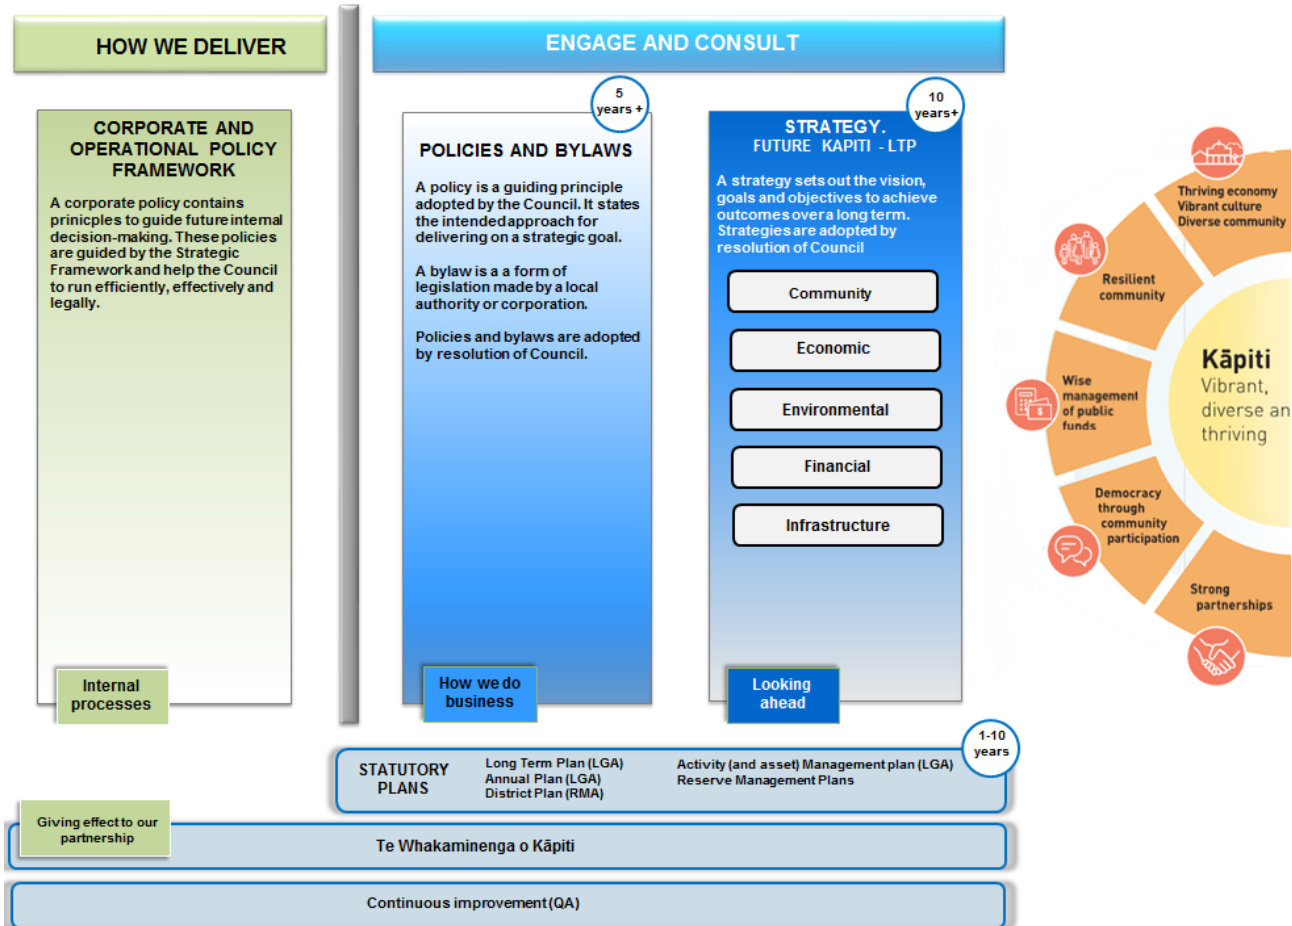 HOW WE DELIVER
ENGAGE AND CONSULT
CORPORATE AND
OPERATIONAL POLICY
FRAMEWORK
A corporate policy contains
prinicples to guide future internal
decision-making. These policies
are guided by the Strategic
Framework and help the Council
to run efficiently, effectively and
legally.
Internal
processes
5
years +
POLICIES AND BYLAWS
A policy is a guiding principle
adopted by the Council. It states
the intended approach for
delivering on a strategic goal.
A bylaw is a a form of
legislation made by a local
authority or corporation.
Policies and bylaws are adopted
by resolution of Council.
How we do
business
10
years+
STRATEGY.
FUTURE KAPITI - LTP
A strategy sets out the vision,
goals and objectives to achieve
outcomes over a long term.
Strategies are adopted by
resolution of Council
Community
Economic
Environmental
Financial
Infrastructure
Looking
ahead
Thriving economy
Vibrant culture
Diverse community
Resilient
community
Wise
management
of public
funds
Democracy
through
community
participation
Strong
partnerships
Kāpiti
Vibrant,
diverse an
thriving
1-10
years
STATUTORY
PLANS
Long Term Plan (LGA)
Annual Plan (LGA)
District Plan (RMA)
Activity (and asset) Management plan (LGA)
Reserve Management Plans
Giving effect to our
partnership
Te Whakaminenga o Kāpiti
Continuous improvement (QA)